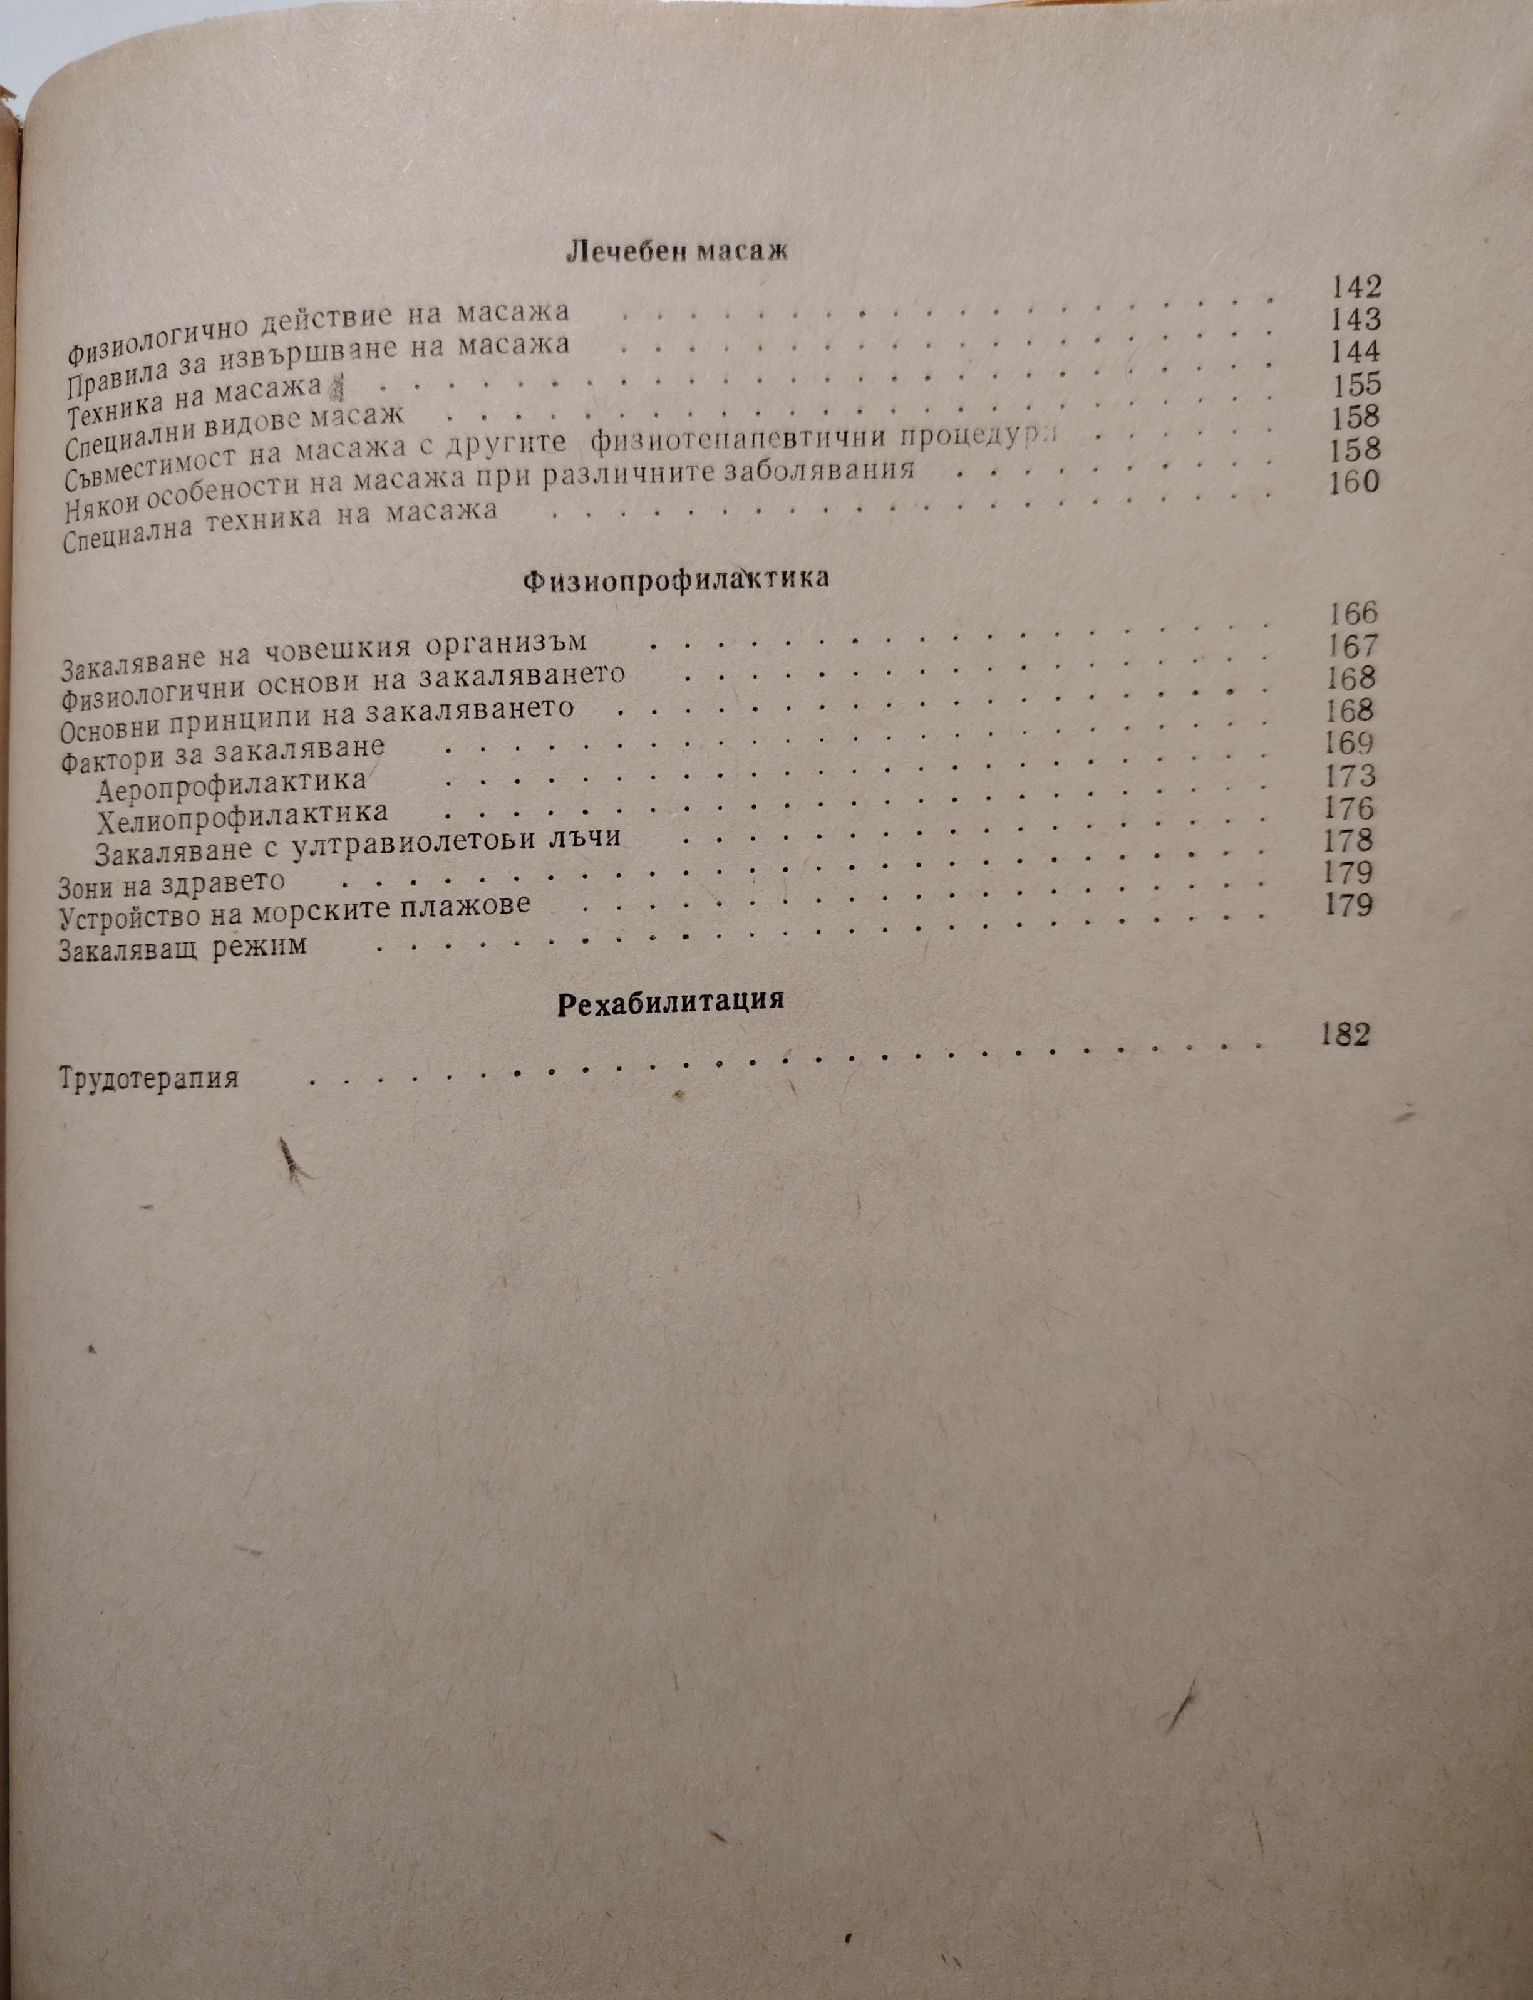 Лечебен масаж
Физиологично действие на масажа . . . . . . . . . . . . . . . . . . . . 142
Правила за извършване на масажа . . . . . . . . . . . . . . . . . . . . 143
Техника на масажа . . . . . . . . . . . . . . . . . . . . . . . . . . . 144
Специални видове масаж . . . . . . . . . . . . . . . . . . . . . . . . . 155
Съвместимост на масажа с другите физиотепапевтични процедури . . . . . . 158
Някои особености на масажа при различните заболявания . . . . . . . . . . 158
Специална техника на масажа . . . . . . . . . . . . . . . . . . . . . . 160
Физиопрофилактика
Закаляване на човешкия организъм . . . . . . . . . . . . . . . . . . . 166
Физиологични основи на закаляването . . . . . . . . . . . . . . . . . . 167
Основни принципи на закаляването . . . . . . . . . . . . . . . . . . . . 168
Фактори за закаляване . . . . . . . . . . . . . . . . . . . . . . . . . 168
Аеропрофилактика . . . . . . . . . . . . . . . . . . . . . . . . . 169
Хелиопрофилактика . . . . . . . . . . . . . . . . . . . . . . . . . 173
Закаляване с ултравиолетови лъчи . . . . . . . . . . . . . . . . . . 176
Зони на здравето . . . . . . . . . . . . . . . . . . . . . . . . . . . . 178
Устройство на морските плажове . . . . . . . . . . . . . . . . . . . . . 179
Закаляващ режим . . . . . . . . . . . . . . . . . . . . . . . . . . . 179
Рехабилитация
Трудотерапия . . . . . . . . . . . . . . . . . . . . . . . . . . . . . 182